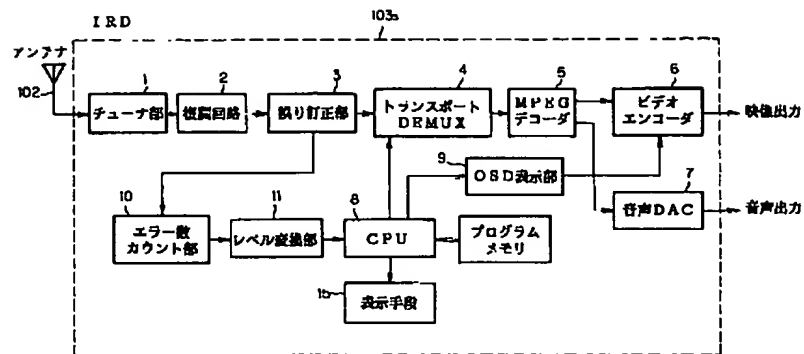 IRD
103a
アンテナ
102
1
チューナ部
2
復調回路
3
誤り訂正部
4
トランスポート
DEMUX
5
MPEG
デコーダ
6
ビデオ
エンコーダ
映像出力
9
OSD表示部
7
音声DAC
音声出力
10
エラー数
カウント部
11
レベル変換部
8
CPU
プログラム
メモリ
15
表示手段